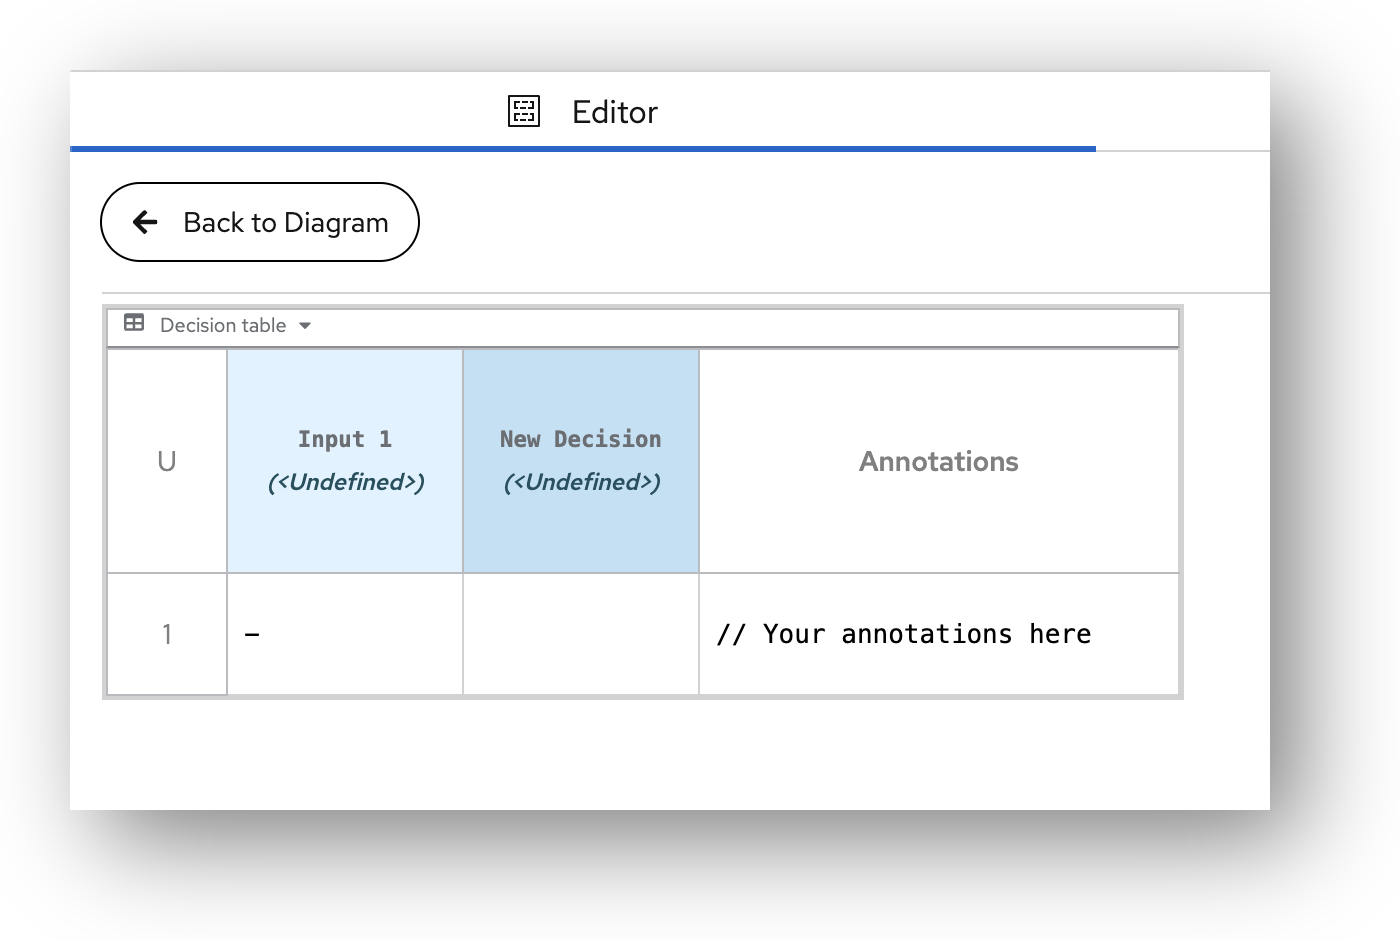 Editor
Back to Diagram
Decision table
U
Input 1
(<Undefined>)
New Decision
(<Undefined>)
Annotations
1
-
// Your annotations here